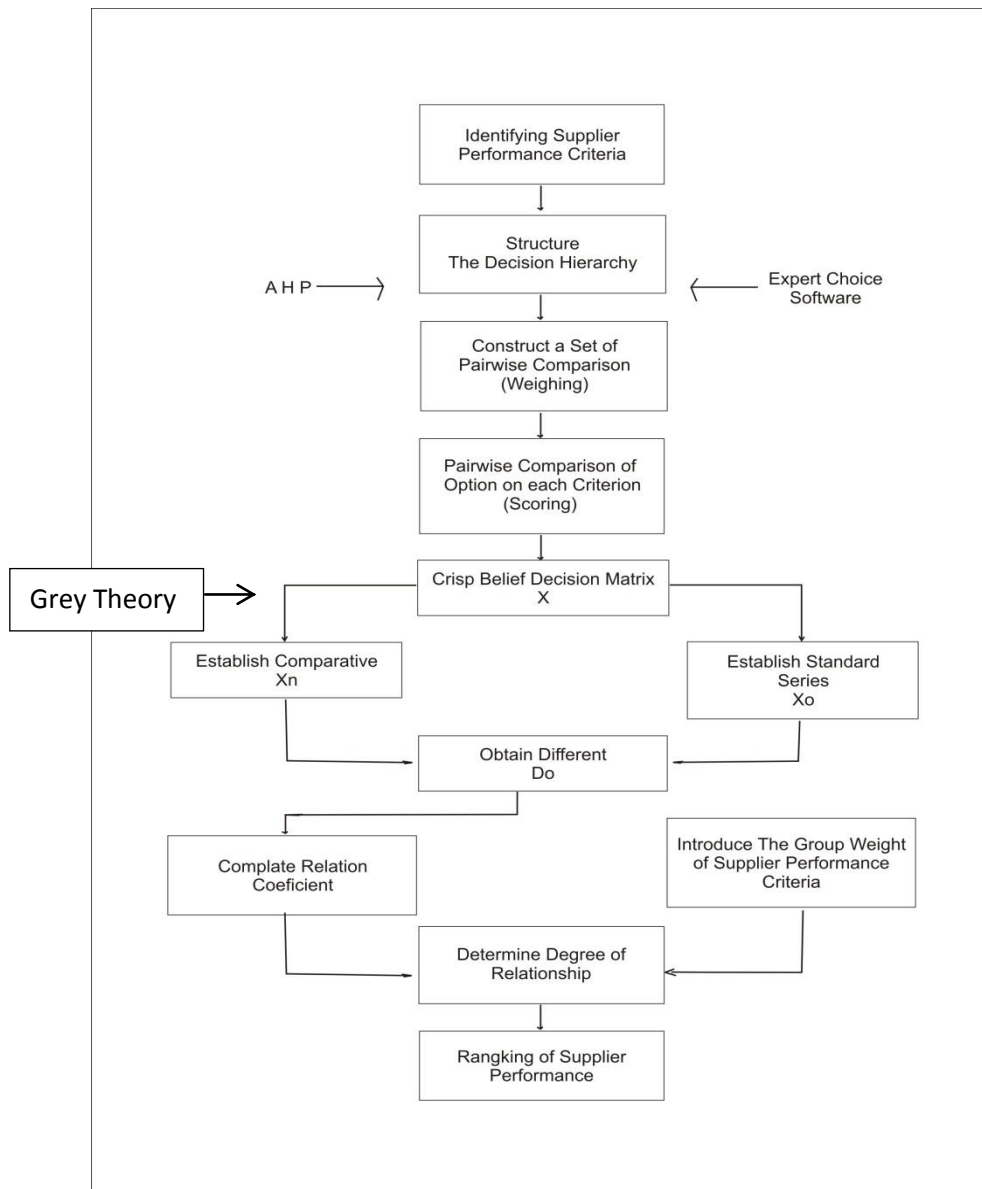 Identifying Supplier
Performance Criteria
Structure
The Decision Hierarchy
A H P
Expert Choice
Software
Construct a Set of
Pairwise Comparison
(Weighing)
Pairwise Comparison of
Option on each Criterion
(Scoring)
Crisp Belief Decision Matrix
X
Grey Theory
Establish Comparative
Xn
Establish Standard
Series
Xo
Obtain Different
Do
Complate Relation
Coeficient
Introduce The Group Weight
of Supplier Performance
Criteria
Determine Degree of
Relationship
Rangking of Supplier
Performance